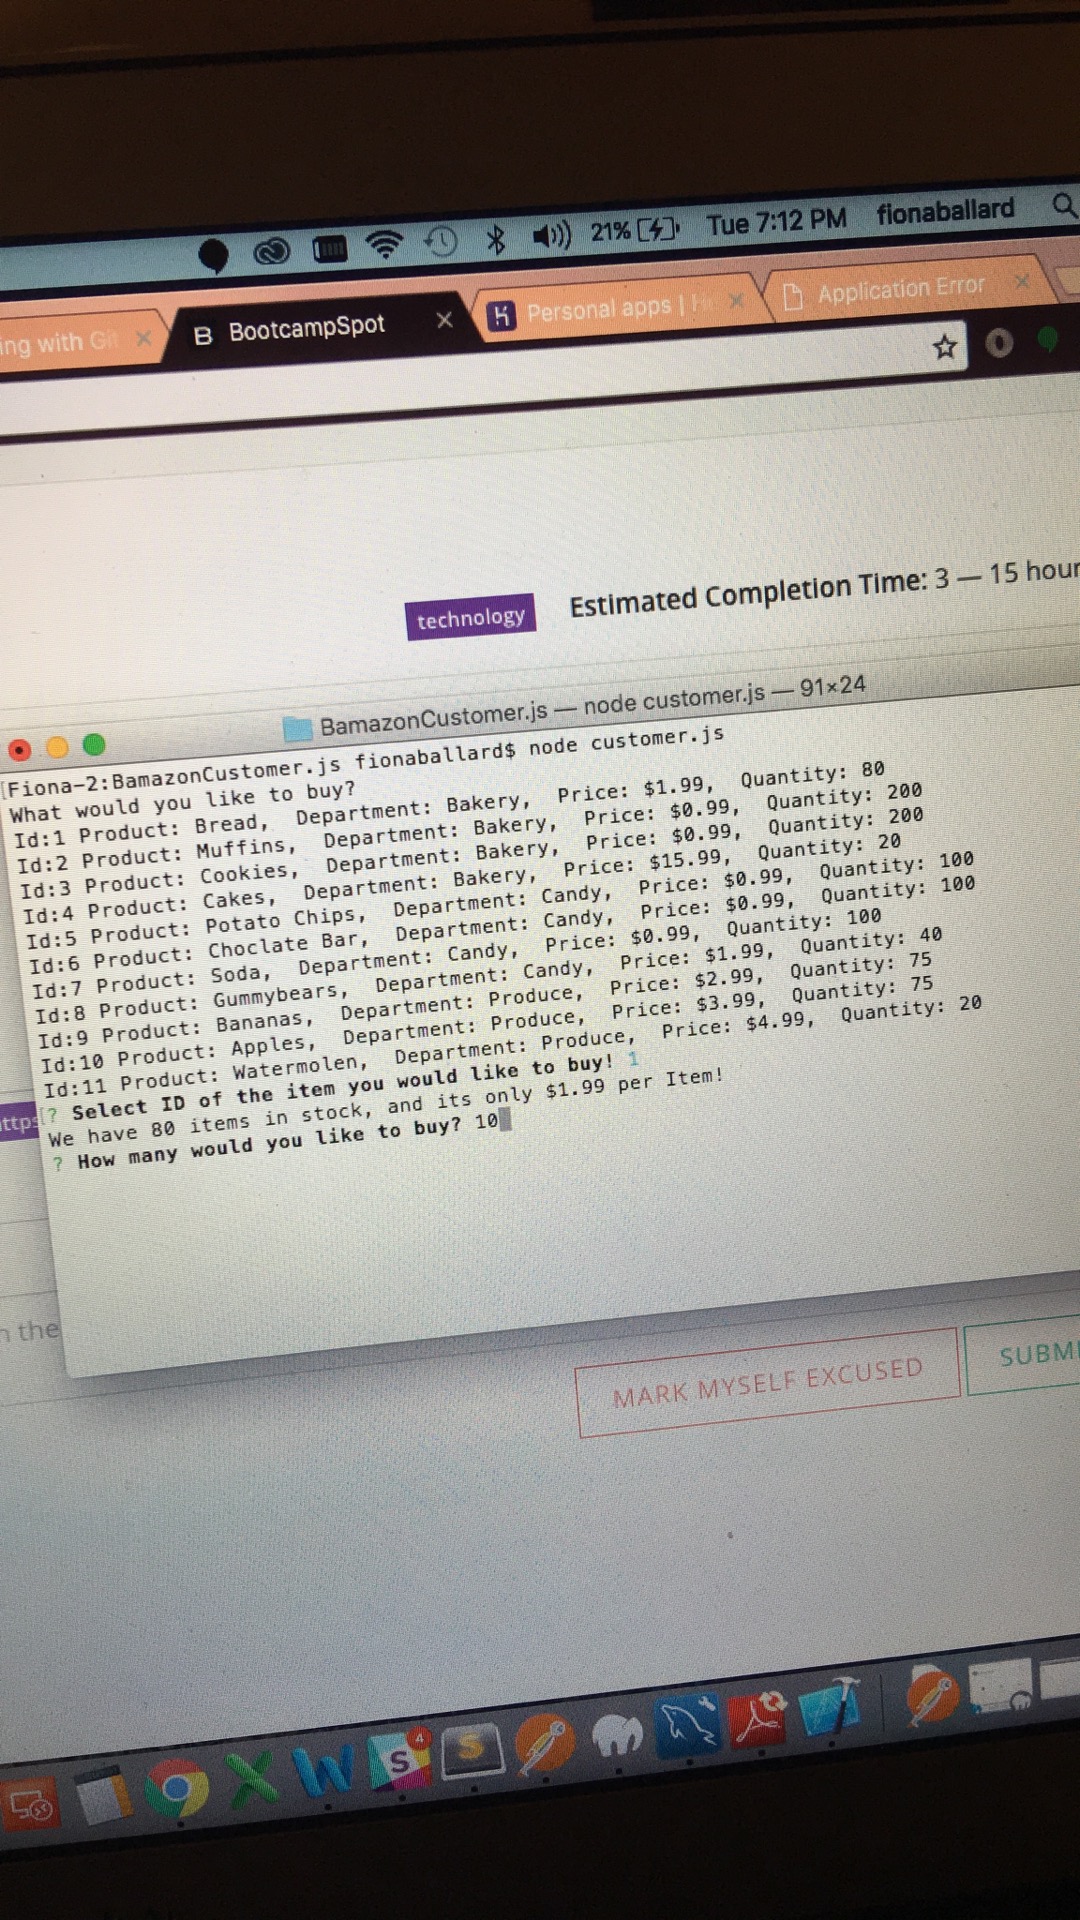 21% Tue 7:12 PM fionaballard
ing with Git B BootcampSpot Personal apps | Application Error
technology Estimated Completion Time: 3 — 15 hour
BamazonCustomer.js — node customer.js — 91×24
[Fiona-2:BamazonCustomer.js fionaballard$ node customer.js
What would you like to buy?
Id:1 Product: Bread, Department: Bakery, Price: $1.99, Quantity: 80
Id:2 Product: Muffins, Department: Bakery, Price: $0.99, Quantity: 200
Id:3 Product: Cookies, Department: Bakery, Price: $0.99, Quantity: 200
Id:4 Product: Cakes, Department: Bakery, Price: $15.99, Quantity: 20
Id:5 Product: Potato Chips, Department: Candy, Price: $0.99, Quantity: 100
Id:6 Product: Choclate Bar, Department: Candy, Price: $0.99, Quantity: 100
Id:7 Product: Soda, Department: Candy, Price: $0.99, Quantity: 100
Id:8 Product: Gummybears, Department: Candy, Price: $1.99, Quantity: 40
Id:9 Product: Bananas, Department: Produce, Price: $2.99, Quantity: 75
Id:10 Product: Apples, Department: Produce, Price: $3.99, Quantity: 75
Id:11 Product: Watermolen, Department: Produce, Price: $4.99, Quantity: 20
[? Select ID of the item you would like to buy! 1
ttps
We have 80 items in stock, and its only $1.99 per Item!
? How many would you like to buy? 10
n the
MARK MYSELF EXCUSED SUBMI
S 4 S